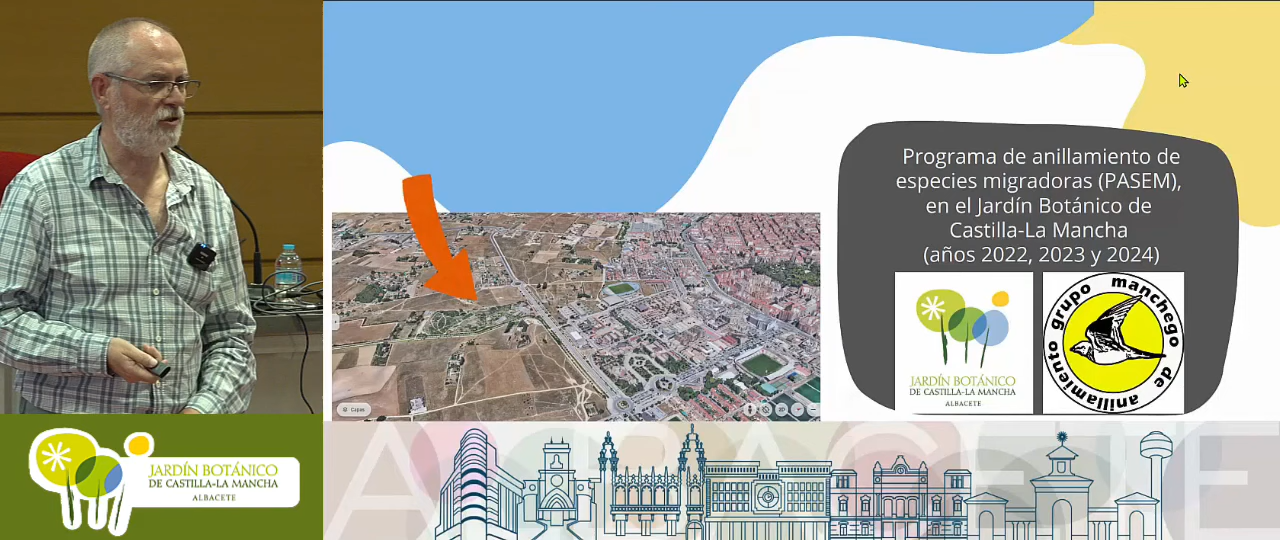 Programa de anillamiento de
especies migradoras (PASEM),
en el Jardín Botánico de
Castilla-La Mancha
(años 2022, 2023 y 2024)
JARDÍN BOTÁNICO
DE CASTILLA-LA MANCHA
ALBACETE
grupo manchego de anillamiento
Capas
3D
JARDÍN BOTÁNICO
DE CASTILLA-LA MANCHA
ALBACETE
ALBACETE